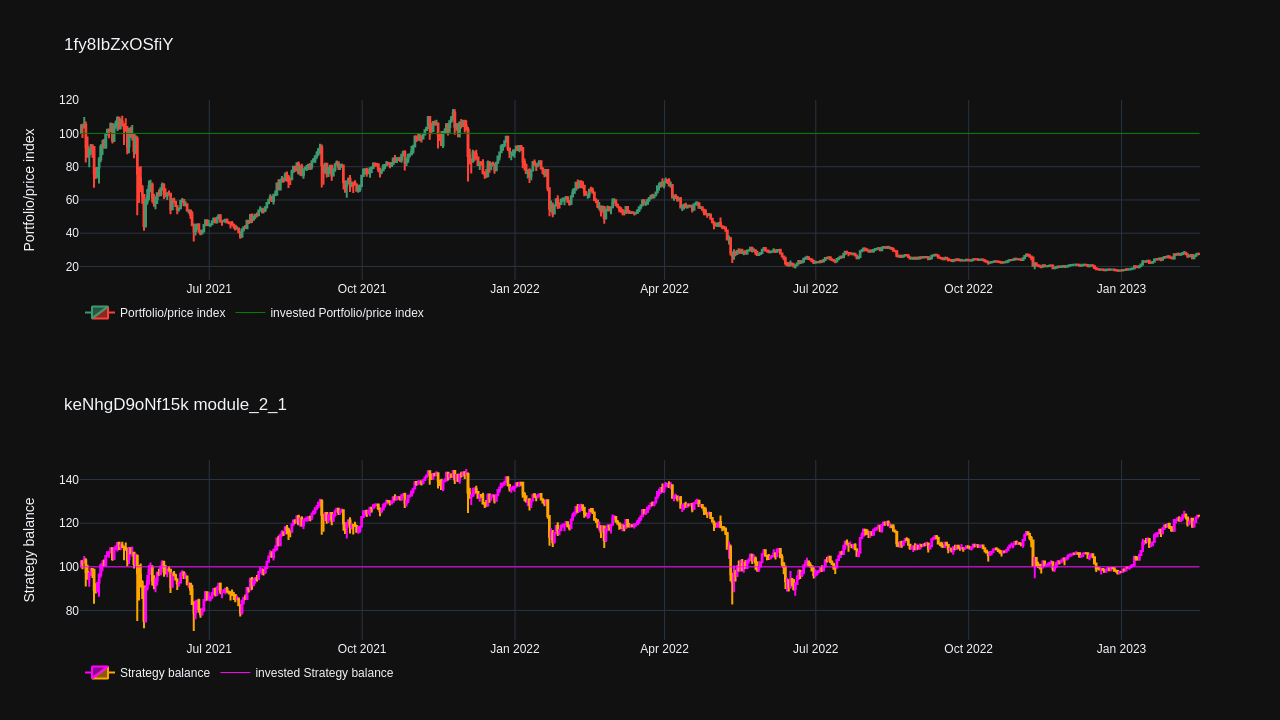 1fy8IbZxOSfiY
Portfolio/price index
120
100
80
60
40
20
Jul 2021 Oct 2021 Jan 2022 Apr 2022 Jul 2022 Oct 2022 Jan 2023
Portfolio/price index invested Portfolio/price index
keNhgD9oNf15k module_2_1
Strategy balance
140
120
100
80
Jul 2021 Oct 2021 Jan 2022 Apr 2022 Jul 2022 Oct 2022 Jan 2023
Strategy balance invested Strategy balance